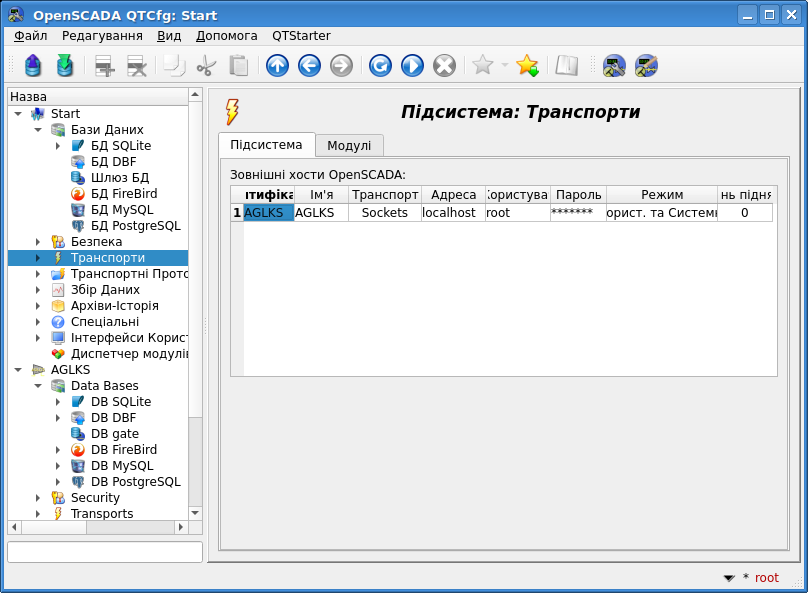 OpenSCADA QTCfg: Start
Файл Редагування Вид Допомога QTStarter
Назва
Start
Бази Даних
БД SQLite
БД DBF
Шлюз БД
БД FireBird
БД MySQL
БД PostgreSQL
Безпека
Транспорти
Транспортні Прото
Збір Даних
Архіви-Історія
Спеціальні
Інтерфейси Корист
Диспетчер модулів
AGLKS
Data Bases
DB SQLite
DB DBF
DB gate
DB FireBird
DB MySQL
DB PostgreSQL
Security
Transports
Підсистема: Транспорти
Підсистема Модулі
Зовнішні хости OpenSCADA:
нтифіка Ім'я Транспорт Адреса Користува Пароль Режим нь підня
1 AGLKS AGLKS Sockets localhost root ******* орист. та Системн 0
* root